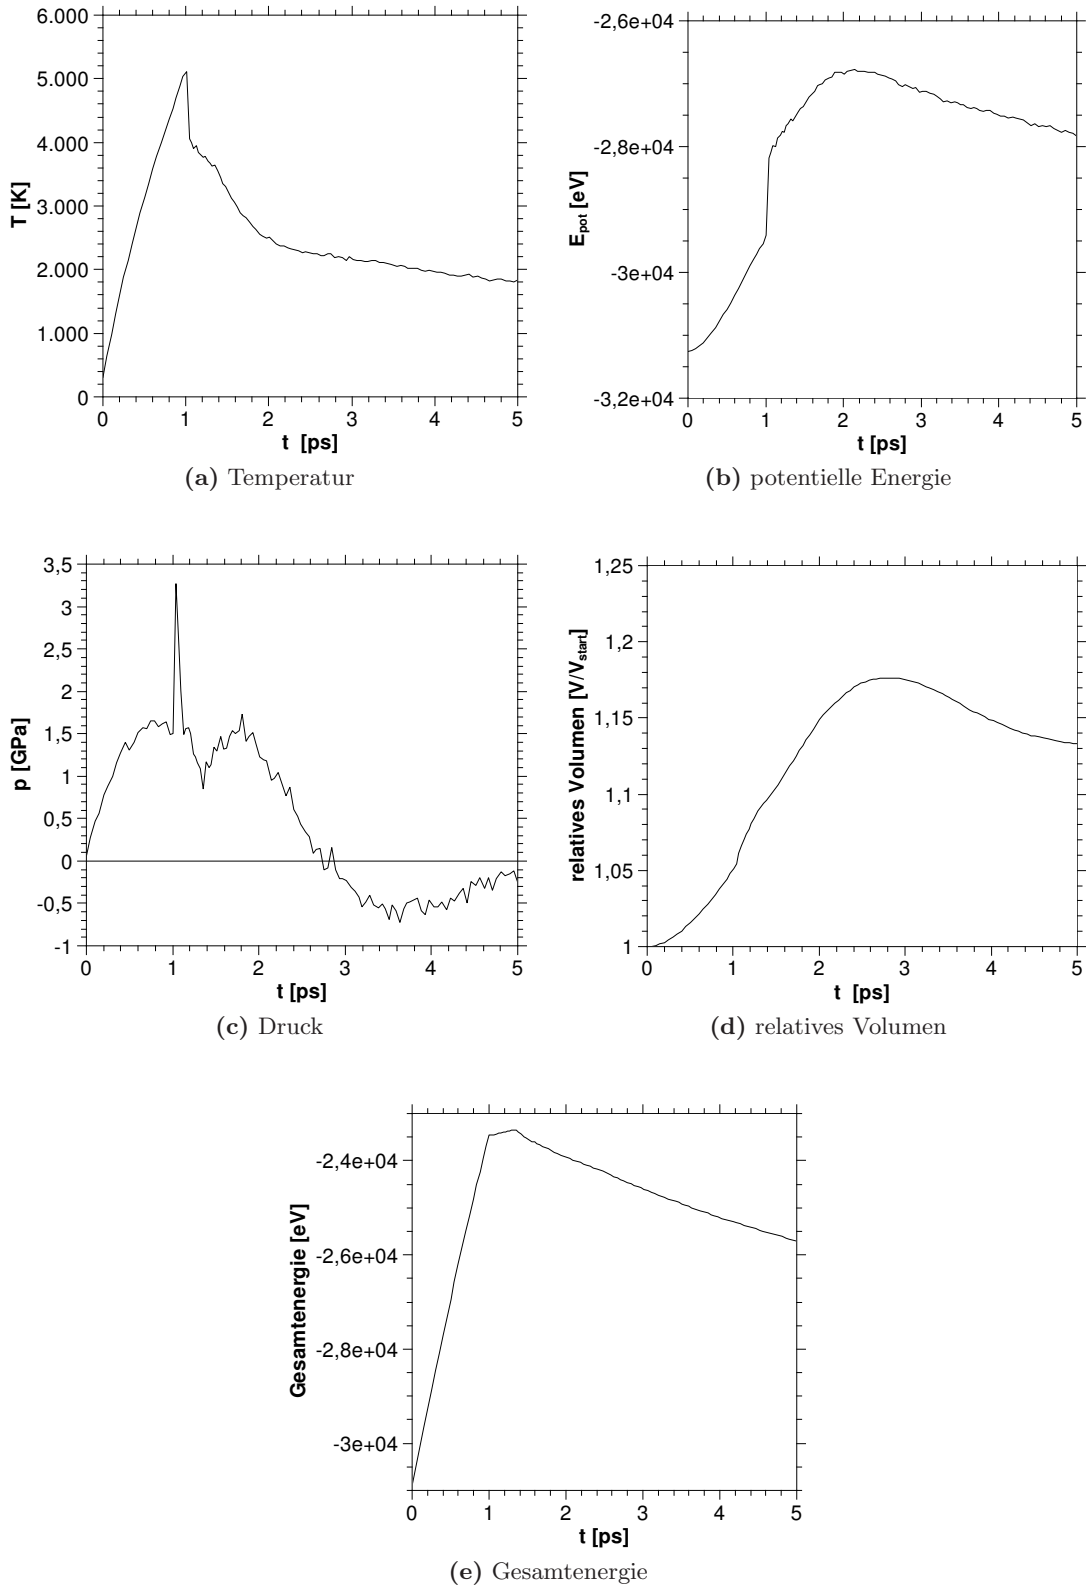 6.000
5.000
4.000
3.000
2.000
1.000
0
T [K]
0 1 2 3 4 5
t [ps]
(a) Temperatur
-2,6e+04
-2,8e+04
-3e+04
-3,2e+04
Epot [eV]
0 1 2 3 4 5
t [ps]
(b) potentielle Energie
3,5
3
2,5
2
1,5
1
0,5
0
-0,5
-1
p [GPa]
0 1 2 3 4 5
t [ps]
(c) Druck
1,25
1,2
1,15
1,1
1,05
1
relatives Volumen [V/Vstart]
0 1 2 3 4 5
t [ps]
(d) relatives Volumen
-2,4e+04
-2,6e+04
-2,8e+04
-3e+04
Gesamtenergie [eV]
0 1 2 3 4 5
t [ps]
(e) Gesamtenergie